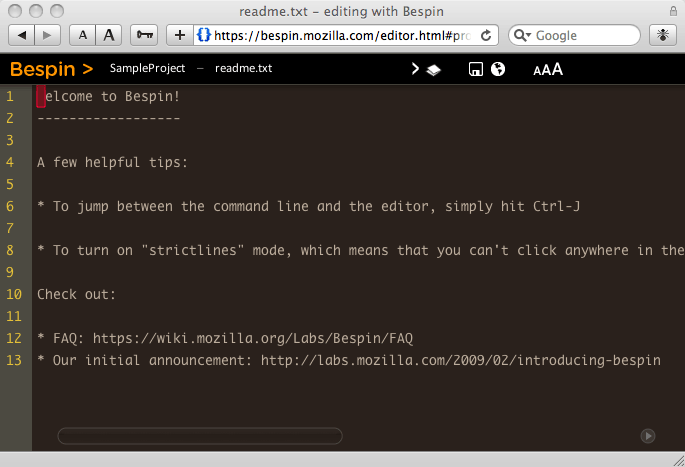 readme.txt – editing with Bespin
A A + https://bespin.mozilla.com/editor.html#pro Google
Bespin > SampleProject – readme.txt > AAA
1 elcome to Bespin!
2 ------------------
3
4 A few helpful tips:
5
6 * To jump between the command line and the editor, simply hit Ctrl-J
7
8 * To turn on "strictlines" mode, which means that you can't click anywhere in the
9
10 Check out:
11
12 * FAQ: https://wiki.mozilla.org/Labs/Bespin/FAQ
13 * Our initial announcement: http://labs.mozilla.com/2009/02/introducing-bespin